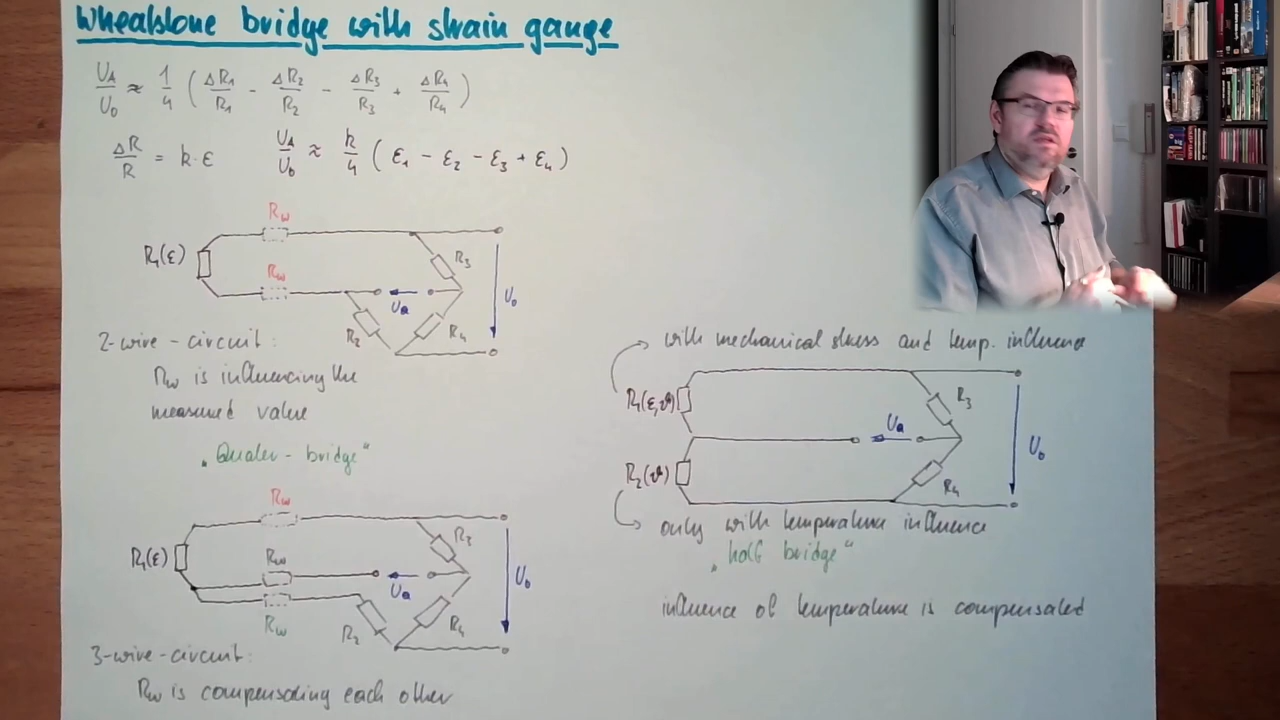 Wheatstone bridge with strain gauge
U_A/U_0 ≈ 1/4 ( ΔR_1/R_1 - ΔR_2/R_2 - ΔR_3/R_3 + ΔR_4/R_4 )
ΔR/R = k·ε
U_A/U_0 ≈ k/4 ( ε_1 - ε_2 - ε_3 + ε_4 )
R_w
R_1(ε)
R_w
R_3
U_a
U_0
R_2
R_4
2-wire-circuit:
R_w is influencing the
measured value
„Quater-bridge“
R_w
R_1(ε)
R_w
R_w
R_3
U_a
U_0
R_2
R_4
3-wire-circuit:
R_w is compensating each other
with mechanical stress and temp. influence
R_1(ε,ϑ)
R_3
U_a
U_0
R_2(ϑ)
R_4
only with temperature influence
„half bridge“
influence of temperature is compensated